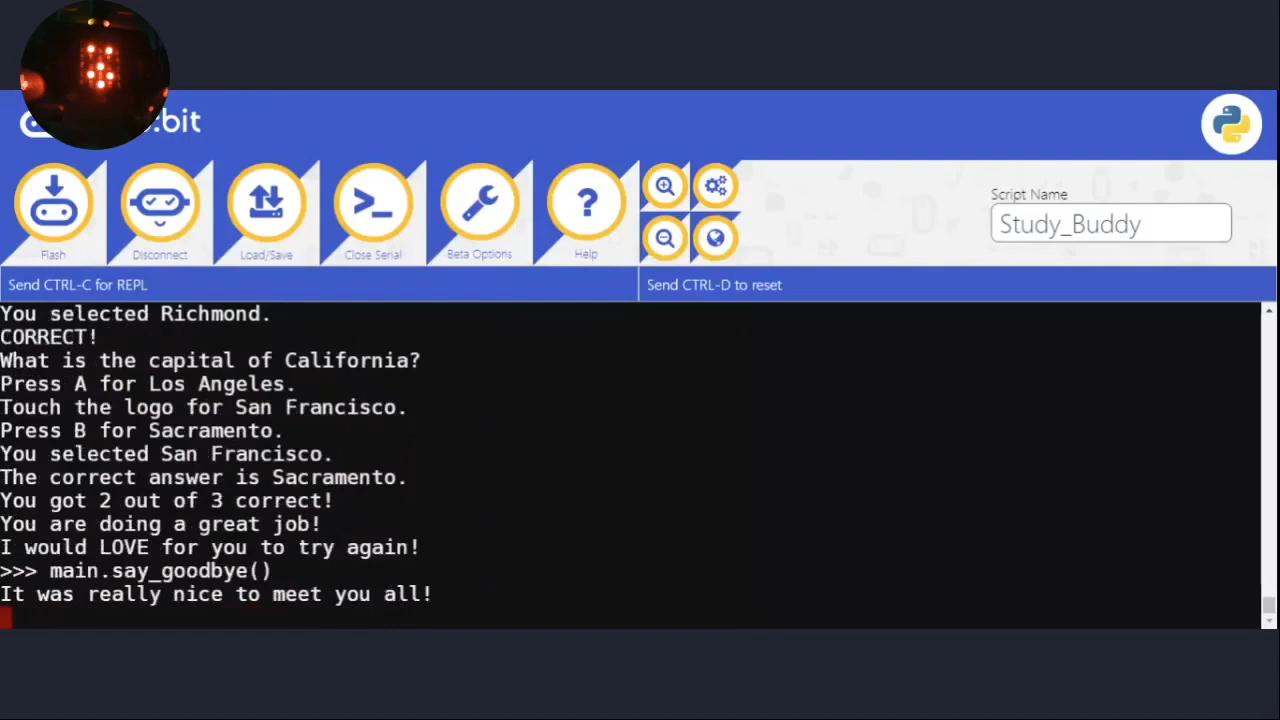 :bit
Flash
Disconnect
Load/Save
Close Serial
Beta Options
Help
Script Name
Study_Buddy
Send CTRL-C for REPL
Send CTRL-D to reset
You selected Richmond.
CORRECT!
What is the capital of California?
Press A for Los Angeles.
Touch the logo for San Francisco.
Press B for Sacramento.
You selected San Francisco.
The correct answer is Sacramento.
You got 2 out of 3 correct!
You are doing a great job!
I would LOVE for you to try again!
>>> main.say_goodbye()
It was really nice to meet you all!